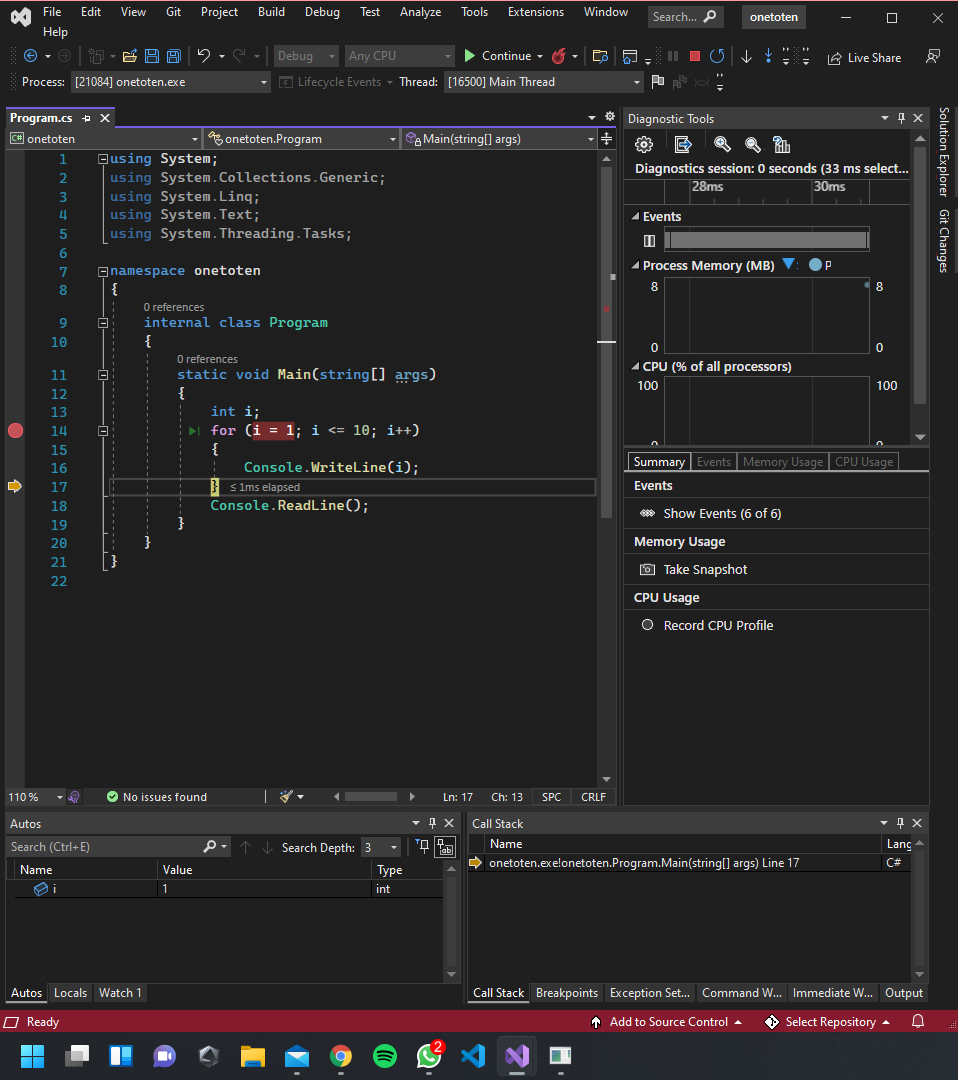 File Edit View Git Project Build Debug Test Analyze Tools Extensions Window Search... onetoten
Help
Debug Any CPU Continue Live Share
Process: [21084] onetoten.exe Lifecycle Events Thread: [16500] Main Thread
Program.cs
C# onetoten onetoten.Program Main(string[] args)
1 using System;
2 using System.Collections.Generic;
3 using System.Linq;
4 using System.Text;
5 using System.Threading.Tasks;
6
7 namespace onetoten
8 {
0 references
9 internal class Program
10 {
0 references
11 static void Main(string[] args)
12 {
13 int i;
14 for (i = 1; i <= 10; i++)
15 {
16 Console.WriteLine(i);
17 } ≤ 1ms elapsed
18 Console.ReadLine();
19 }
20 }
21 }
22
110 % No issues found Ln: 17 Ch: 13 SPC CRLF
Diagnostic Tools
Diagnostics session: 0 seconds (33 ms select...
28ms 30ms
Events
Process Memory (MB) P
8 8
0 0
CPU (% of all processors)
100 100
0 0
Summary Events Memory Usage CPU Usage
Events
Show Events (6 of 6)
Memory Usage
Take Snapshot
CPU Usage
Record CPU Profile
Solution Explorer
Git Changes
Autos
Search (Ctrl+E) Search Depth: 3
Name Value Type
i 1 int
Autos Locals Watch 1
Call Stack
Name Lang
onetoten.exe!onetoten.Program.Main(string[] args) Line 17 C#
Call Stack Breakpoints Exception Set... Command W... Immediate W... Output
Ready Add to Source Control Select Repository
2